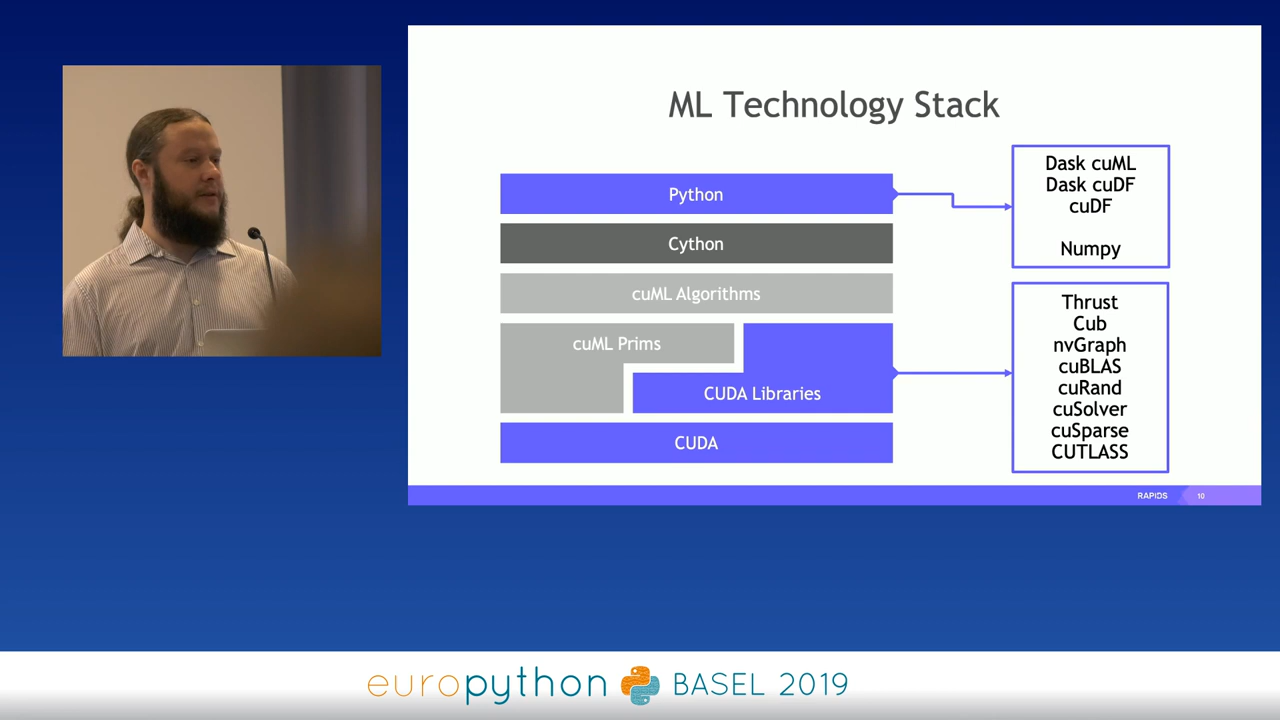 ML Technology Stack
Python
Cython
cuML Algorithms
cuML Prims
CUDA Libraries
CUDA
Dask cuML
Dask cuDF
cuDF
Numpy
Thrust
Cub
nvGraph
cuBLAS
cuRand
cuSolver
cuSparse
CUTLASS
RAPIDS 10
europython BASEL 2019